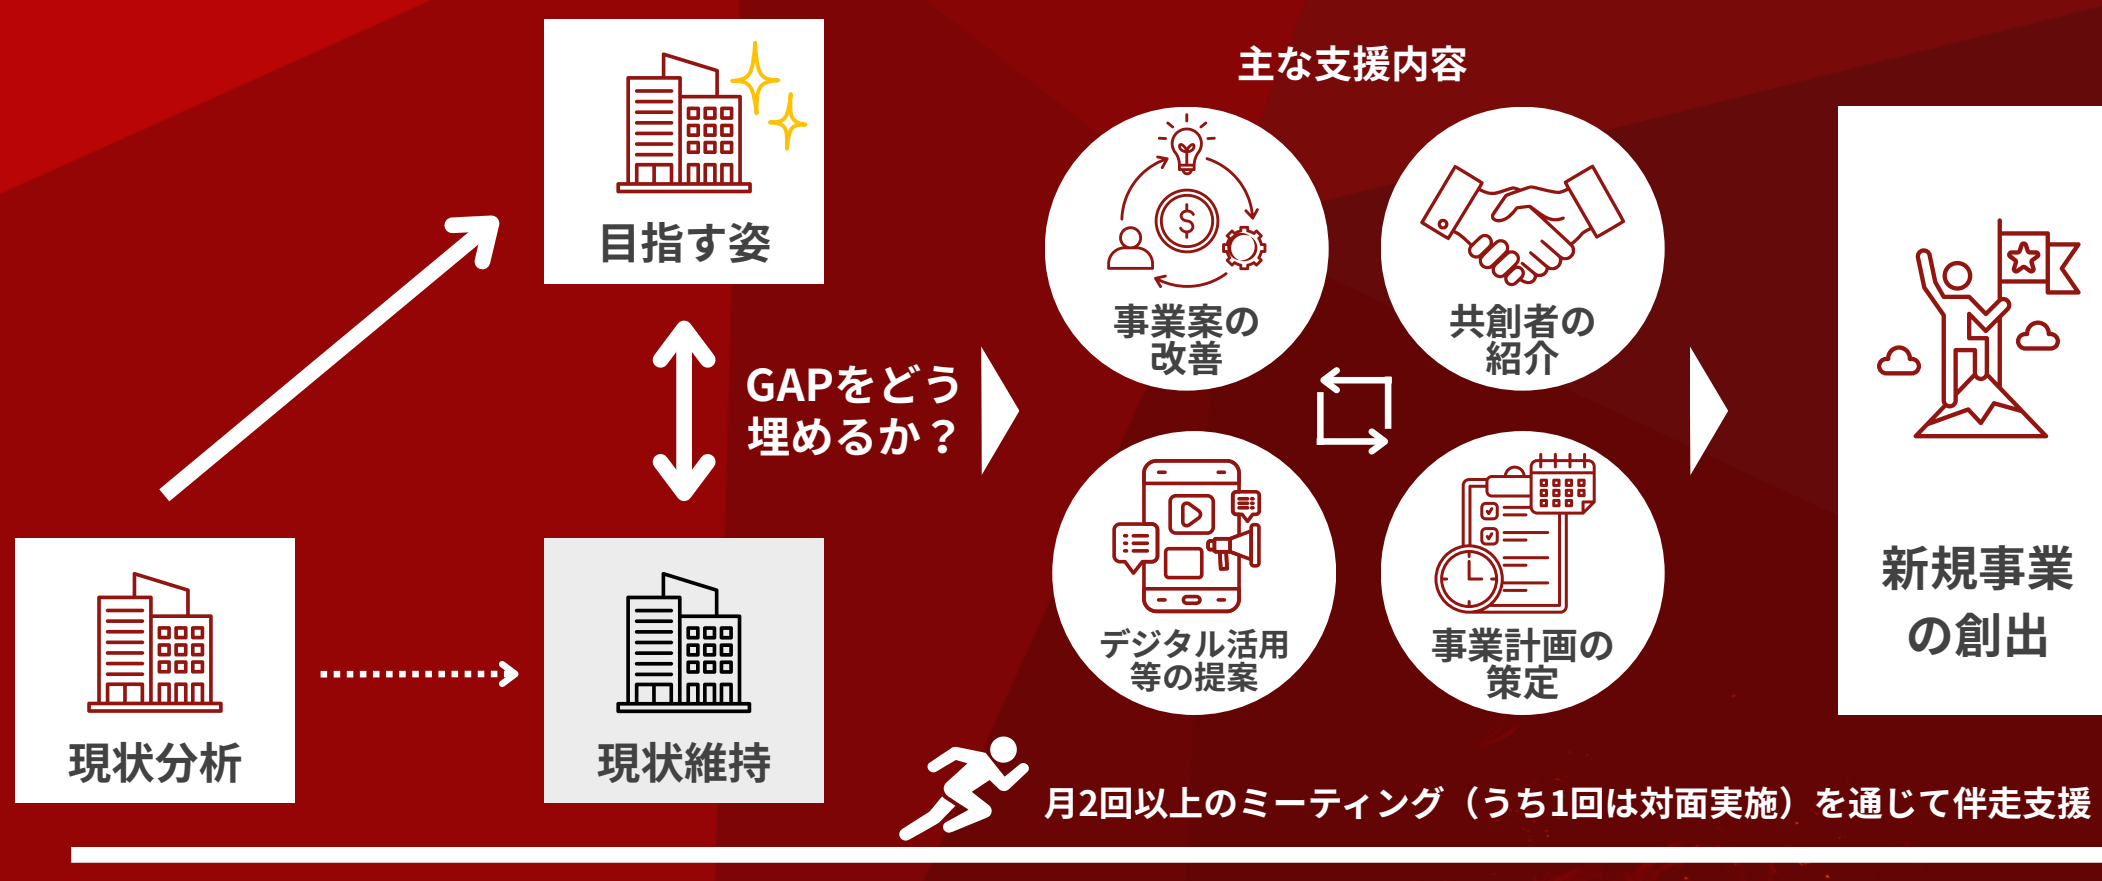 目指す姿
GAPをどう
埋めるか？
現状分析
現状維持
主な支援内容
事業案の
改善
共創者の
紹介
デジタル活用
等の提案
事業計画の
策定
新規事業
の創出
月2回以上のミーティング（うち1回は対面実施）を通じて伴走支援